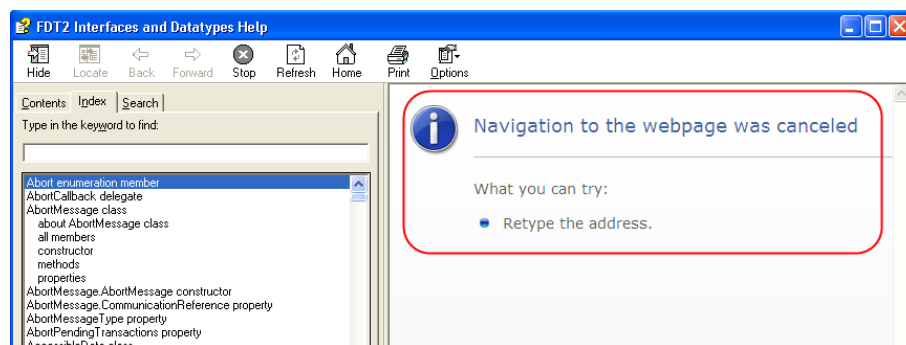 FDT2 Interfaces and Datatypes Help
Hide Locate Back Forward Stop Refresh Home Print Options
Contents Index Search
Type in the keyword to find:
Abort enumeration member
AbortCallback delegate
AbortMessage class
about AbortMessage class
all members
constructor
methods
properties
AbortMessage.AbortMessage constructor
AbortMessage.CommunicationReference property
AbortMessageType property
AbortPendingTransactions property
Navigation to the webpage was canceled
What you can try:
Retype the address.